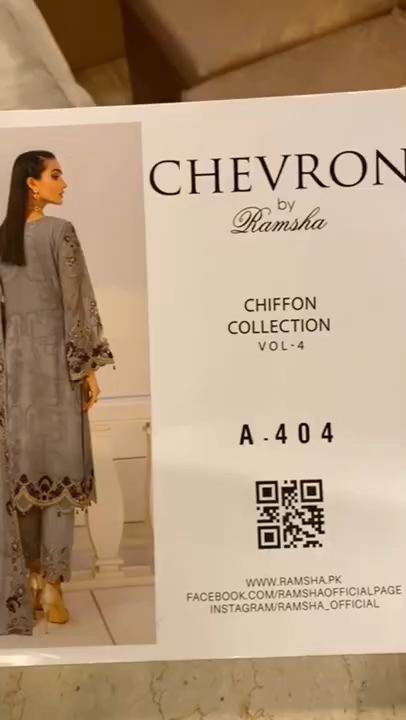 CHEVRON
by
Ramsha
CHIFFON
COLLECTION
VOL-4
A-404
WWW.RAMSHA.PK
FACEBOOK.COM/RAMSHAOFFICIALPAGE
INSTAGRAM/RAMSHA_OFFICIAL